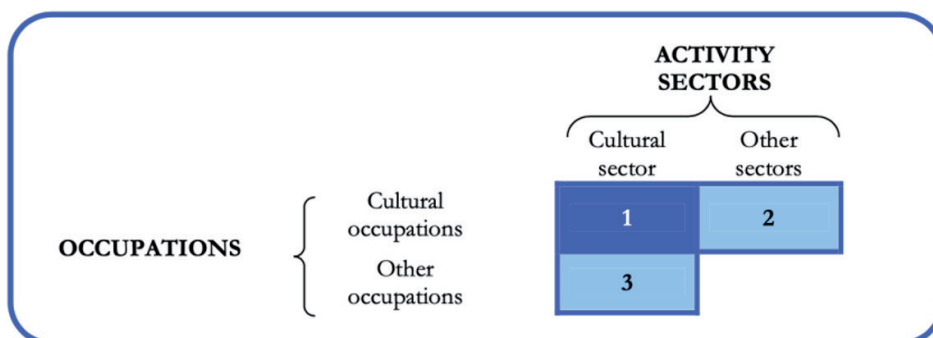 ACTIVITY
SECTORS
Cultural
sector
Other
sectors
Cultural
occupations
1
2
OCCUPATIONS
Other
occupations
3